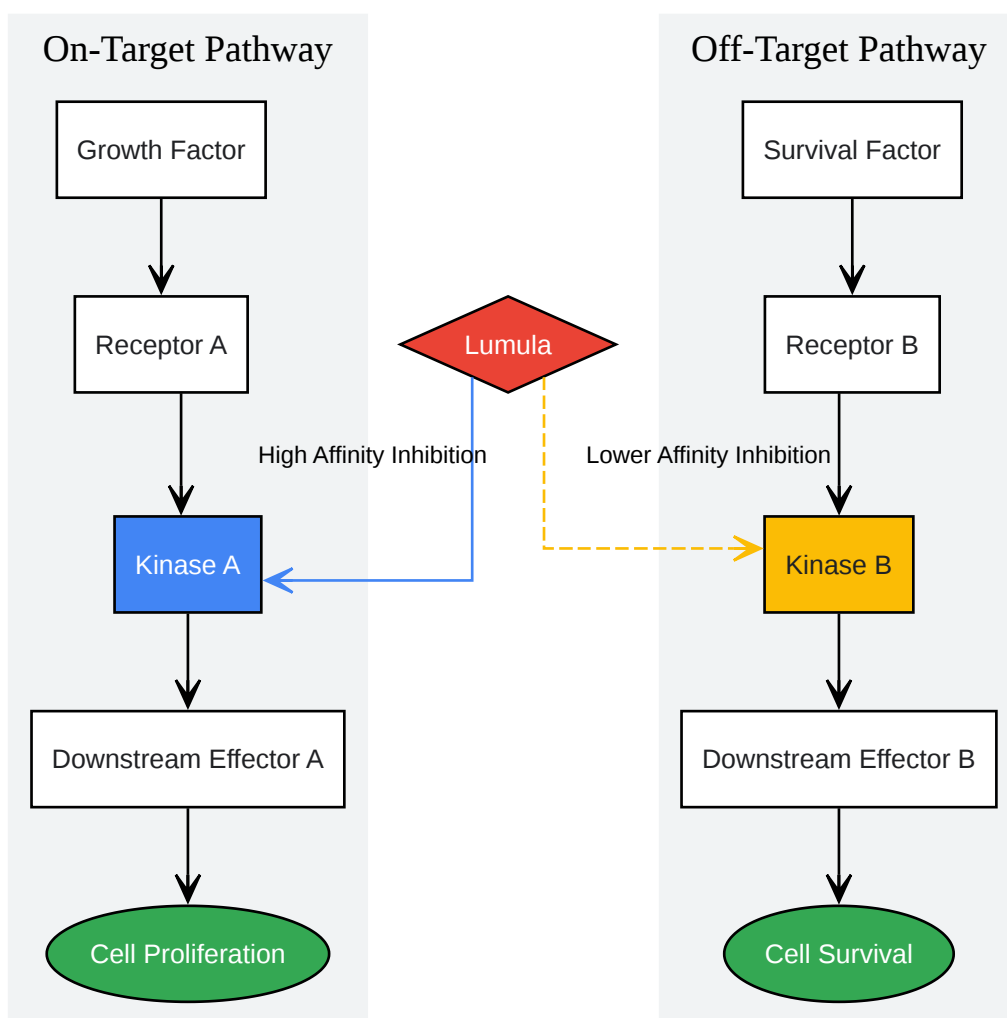 On-Target Pathway
Growth Factor
Receptor A
High Affinity Inhibition
Kinase A
Downstream Effector A
Cell Proliferation
Lumula
Off-Target Pathway
Survival Factor
Receptor B
Lower Affinity Inhibition
Kinase B
Downstream Effector B
Cell Survival